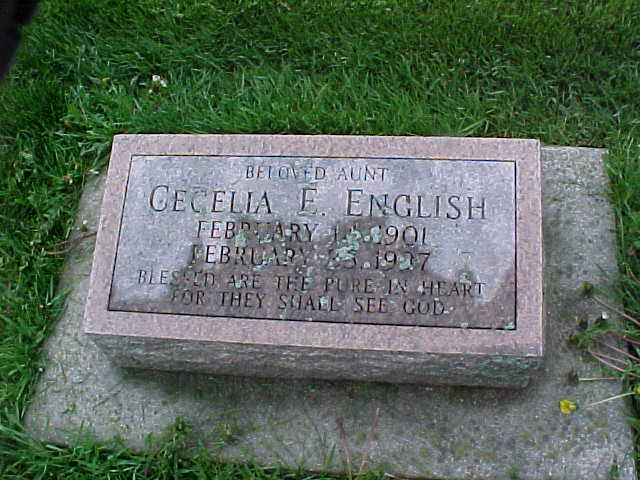 BELOVED AUNT
CECELIA E. ENGLISH
FEBRUARY 1901
FEBRUARY
BLESSED ARE THE PURE IN HEART
FOR THEY SHALL SEE GOD